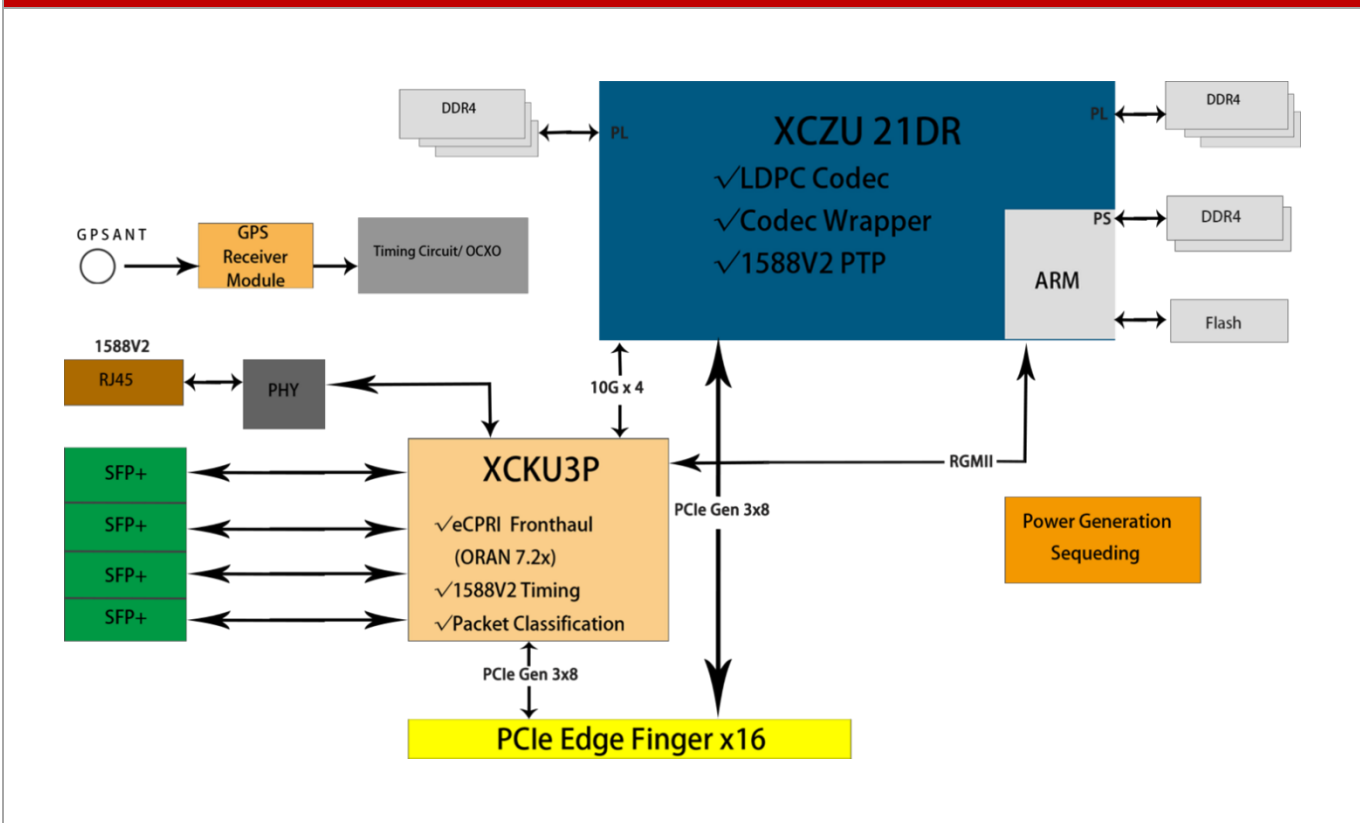 DDR4
PL
XCZU 21DR
√LDPC Codec
√Codec Wrapper
√1588V2 PTP
PL
DDR4
PS
DDR4
ARM
Flash
GPSANT
GPS
Receiver
Module
Timing Circuit/ OCXO
1588V2
RJ45
PHY
10G x 4
SFP+
SFP+
SFP+
SFP+
XCKU3P
√eCPRI Fronthaul
(ORAN 7.2x)
√1588V2 Timing
√Packet Classification
RGMII
PCIe Gen 3x8
Power Generation
Sequeding
PCIe Gen 3x8
PCIe Edge Finger x16